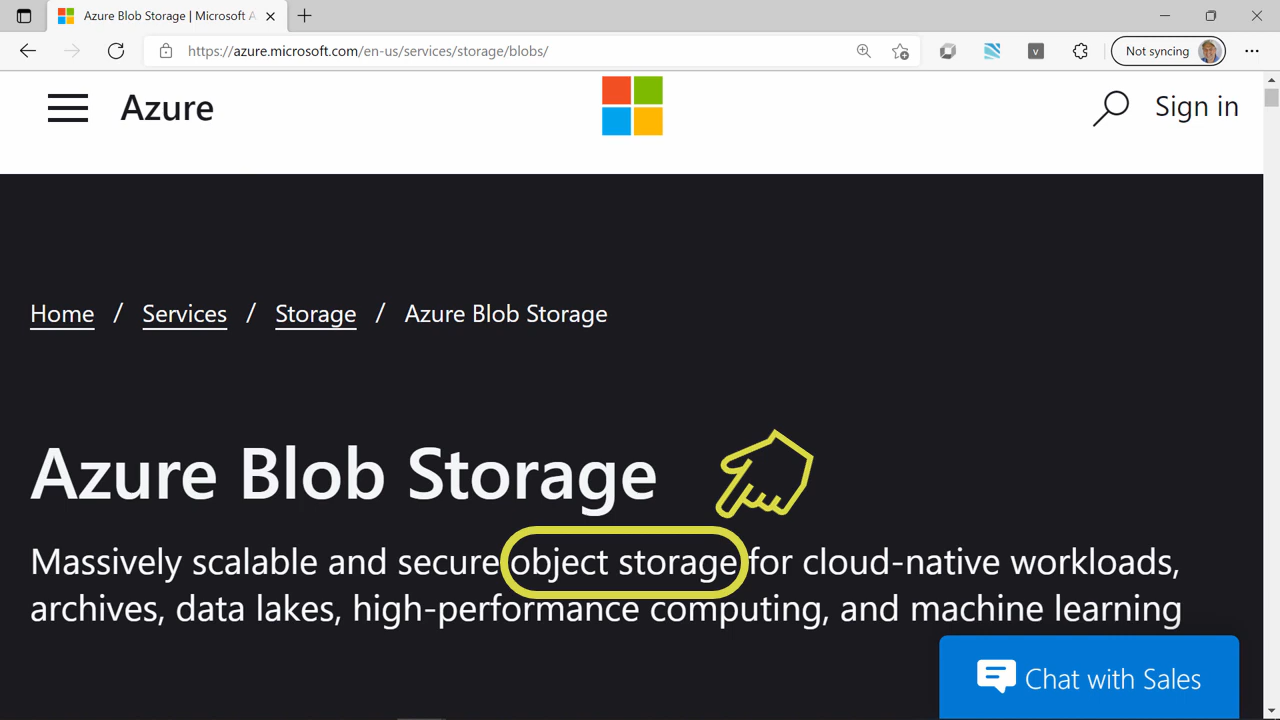 Azure Blob Storage | Microsoft A
https://azure.microsoft.com/en-us/services/storage/blobs/
v
Not syncing
Azure
Sign in
Home / Services / Storage / Azure Blob Storage
Azure Blob Storage
Massively scalable and secure object storage for cloud-native workloads,
archives, data lakes, high-performance computing, and machine learning
Chat with Sales